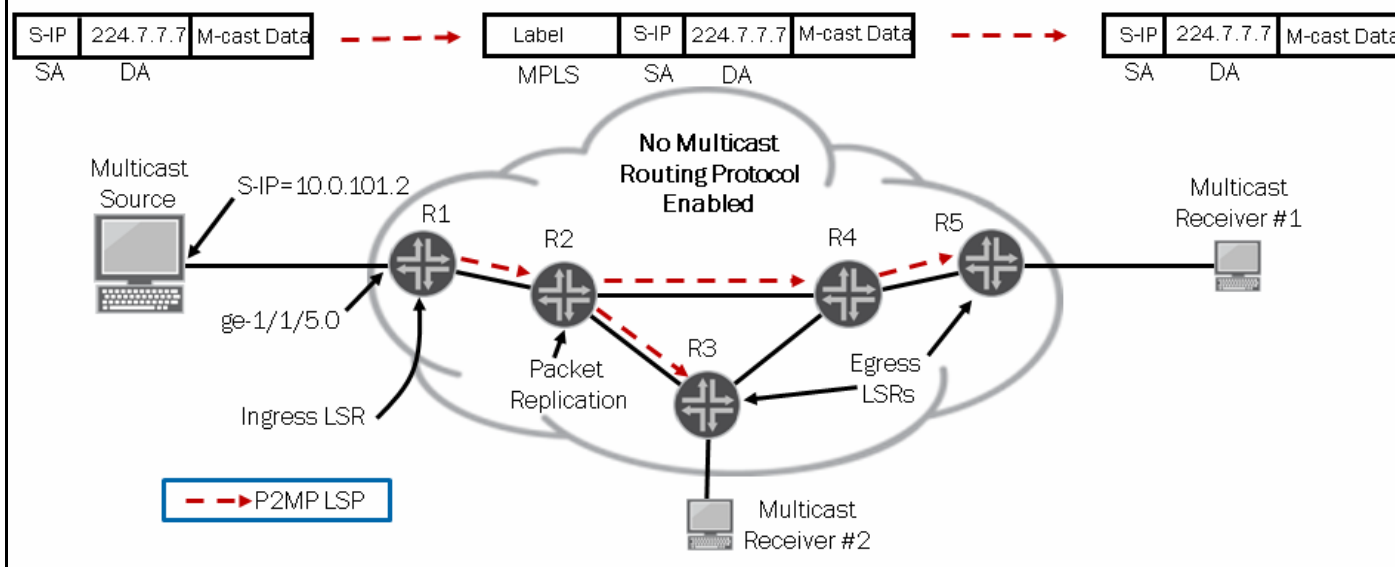 S-IP 224.7.7.7 M-cast Data
SA DA
Label S-IP 224.7.7.7 M-cast Data
MPLS SA DA
S-IP 224.7.7.7 M-cast Data
SA DA
No Multicast
Routing Protocol
Enabled
Multicast
Source
S-IP=10.0.101.2
R1
R2
R4
R5
Multicast
Receiver #1
ge-1/1/5.0
R3
Packet
Replication
Egress
LSRs
Ingress LSR
P2MP LSP
Multicast
Receiver #2